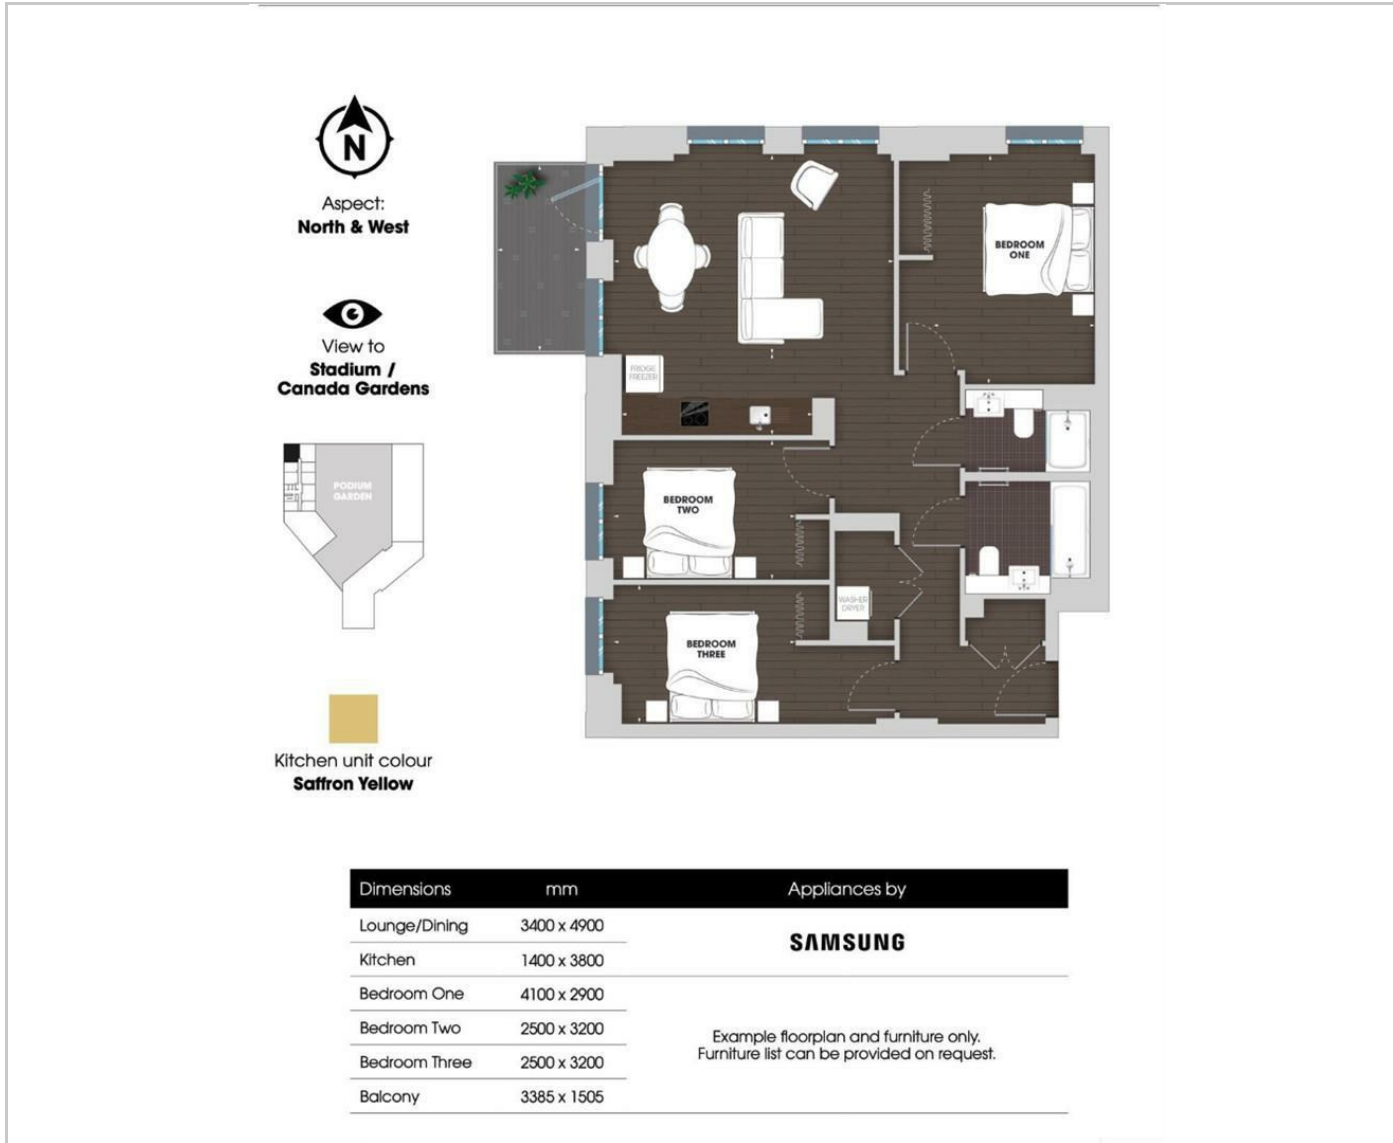 N
Aspect:
North & West
View to
Stadium /
Canada Gardens
PODIUM
GARDEN
Kitchen unit colour
Saffron Yellow
BEDROOM
ONE
FRIDGE
FREEZER
BEDROOM
TWO
WASHER
DRYER
BEDROOM
THREE
Dimensions mm Appliances by
Lounge/Dining 3400 x 4900
SAMSUNG
Kitchen 1400 x 3800
Bedroom One 4100 x 2900
Bedroom Two 2500 x 3200
Example floorplan and furniture only.
Furniture list can be provided on request.
Bedroom Three 2500 x 3200
Balcony 3385 x 1505